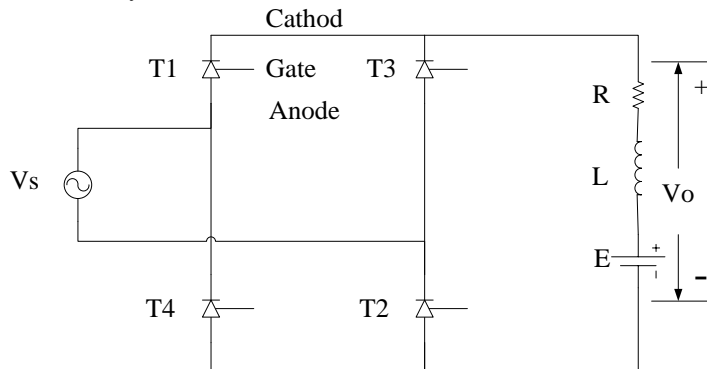 Cathod
T1
Gate
T3
Anode
R
+
Vs
L
Vo
E
+
-
-
T4
T2